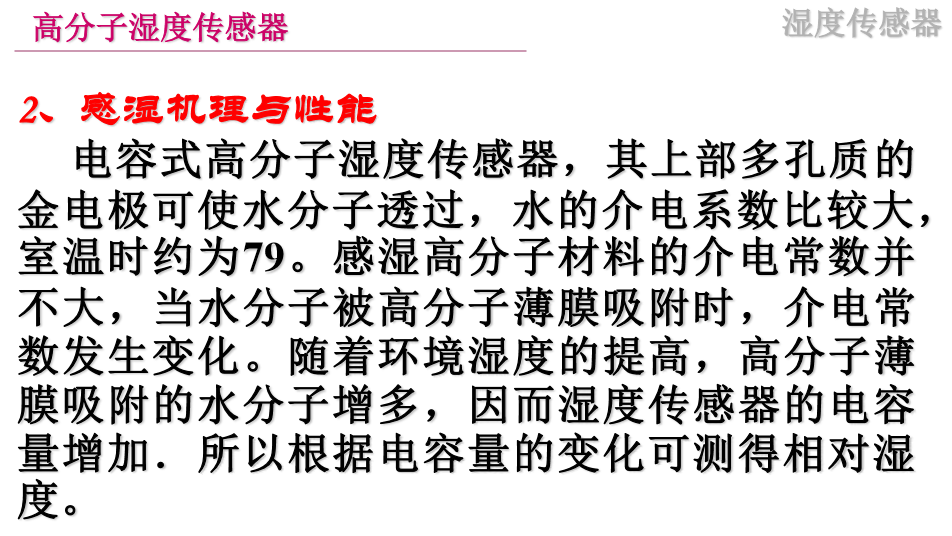 高分子湿度传感器
湿度传感器
2、感湿机理与性能
电容式高分子湿度传感器，其上部多孔质的
金电极可使水分子透过，水的介电系数比较大，
室温时约为79。感湿高分子材料的介电常数并
不大，当水分子被高分子薄膜吸附时，介电常
数发生变化。随着环境湿度的提高，高分子薄
膜吸附的水分子增多，因而湿度传感器的电容
量增加．所以根据电容量的变化可测得相对湿
度。